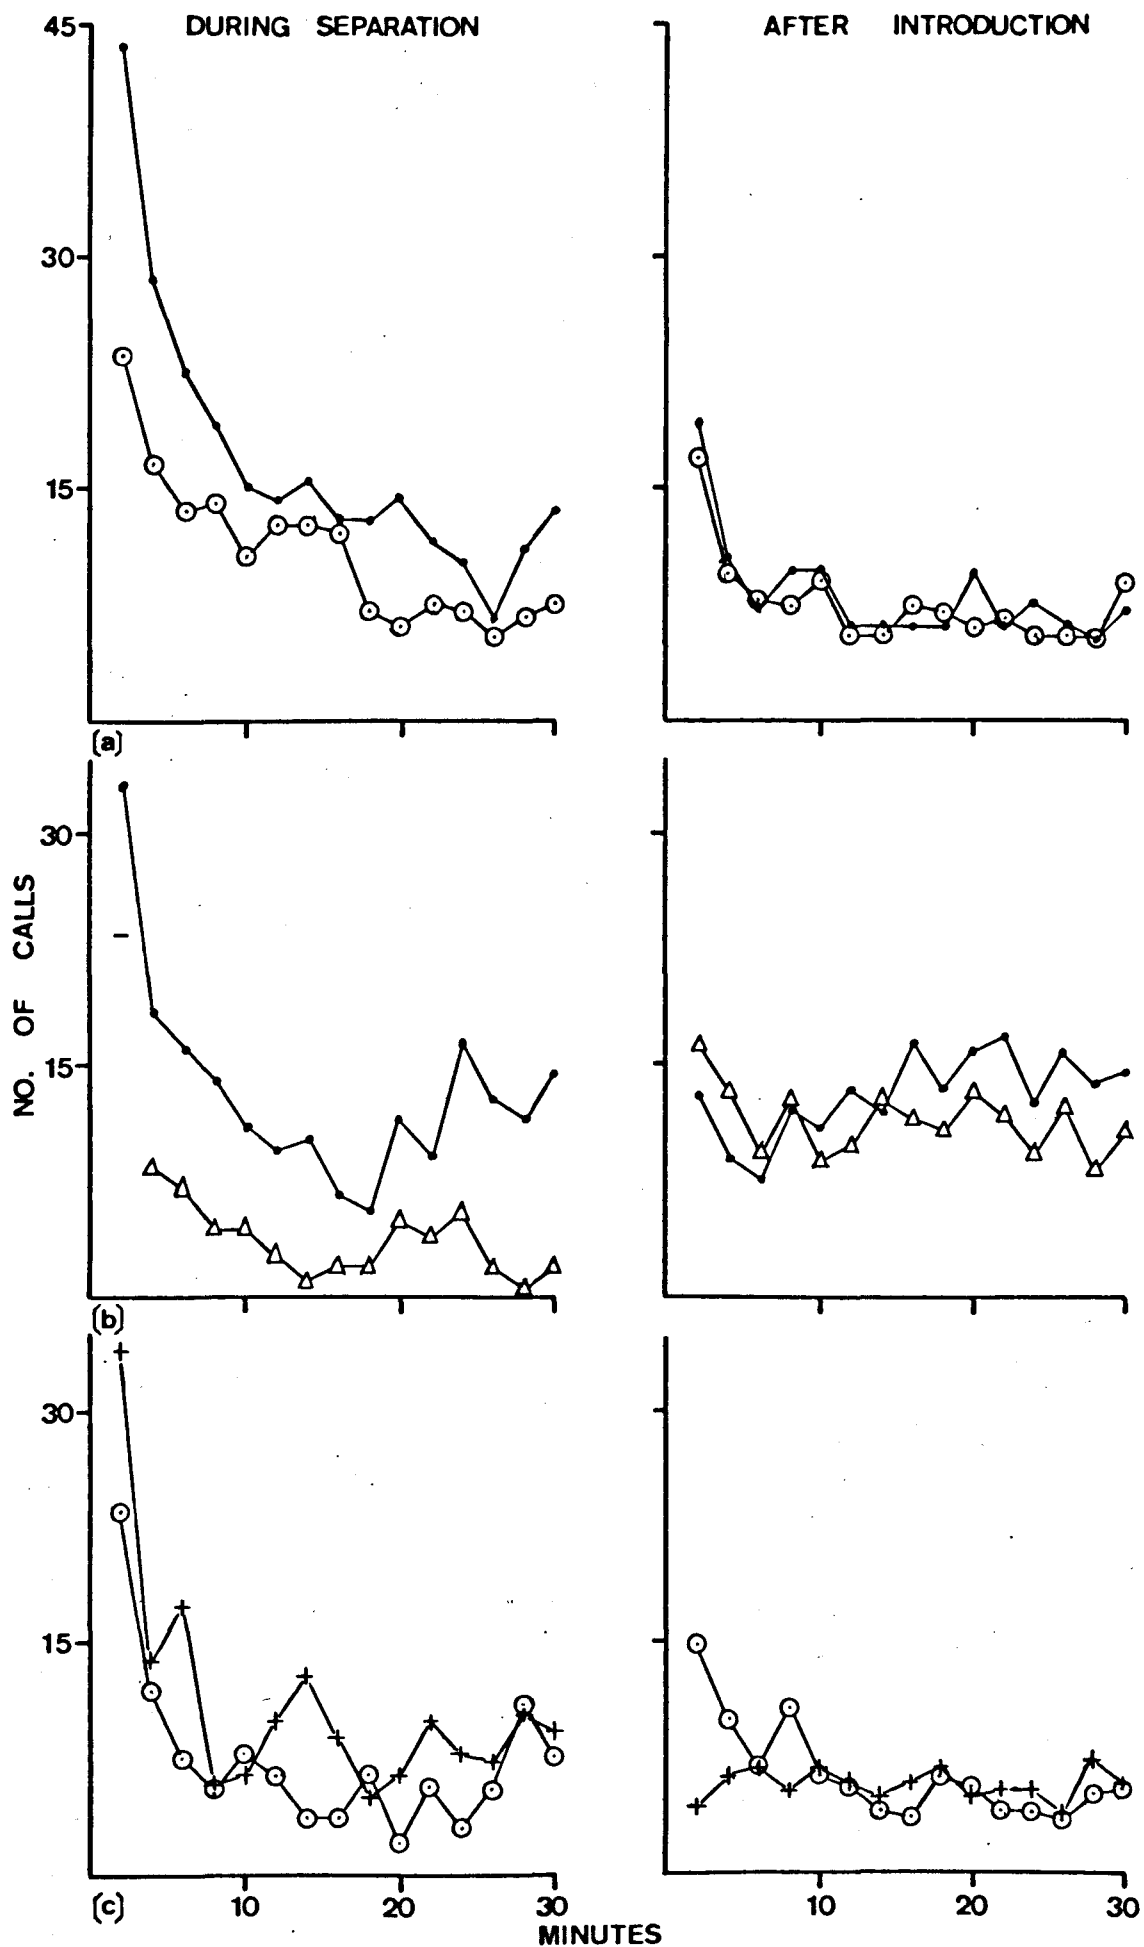 DURING SEPARATION
AFTER INTRODUCTION
45
30
15
(a)
30
15
(b)
30
15
(c)
NO. OF CALLS
10 20 30
10 20 30
MINUTES